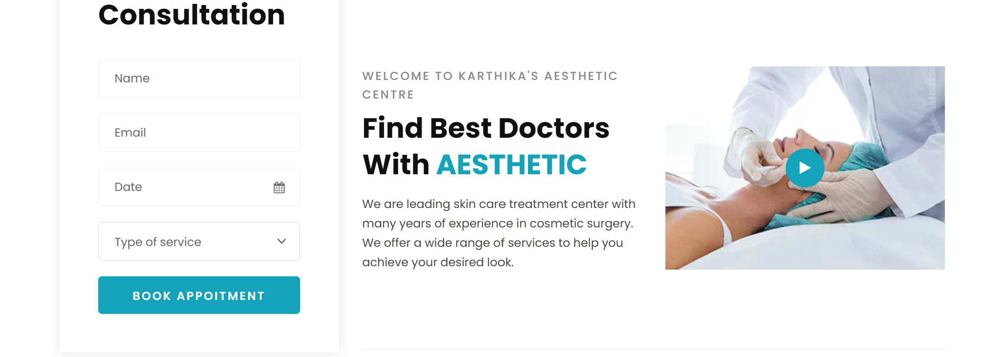 Consultation
Name
Email
Date
Type of service
BOOK APPOITMENT
WELCOME TO KARTHIKA'S AESTHETIC
CENTRE
Find Best Doctors
With AESTHETIC
We are leading skin care treatment center with
many years of experience in cosmetic surgery.
We offer a wide range of services to help you
achieve your desired look.